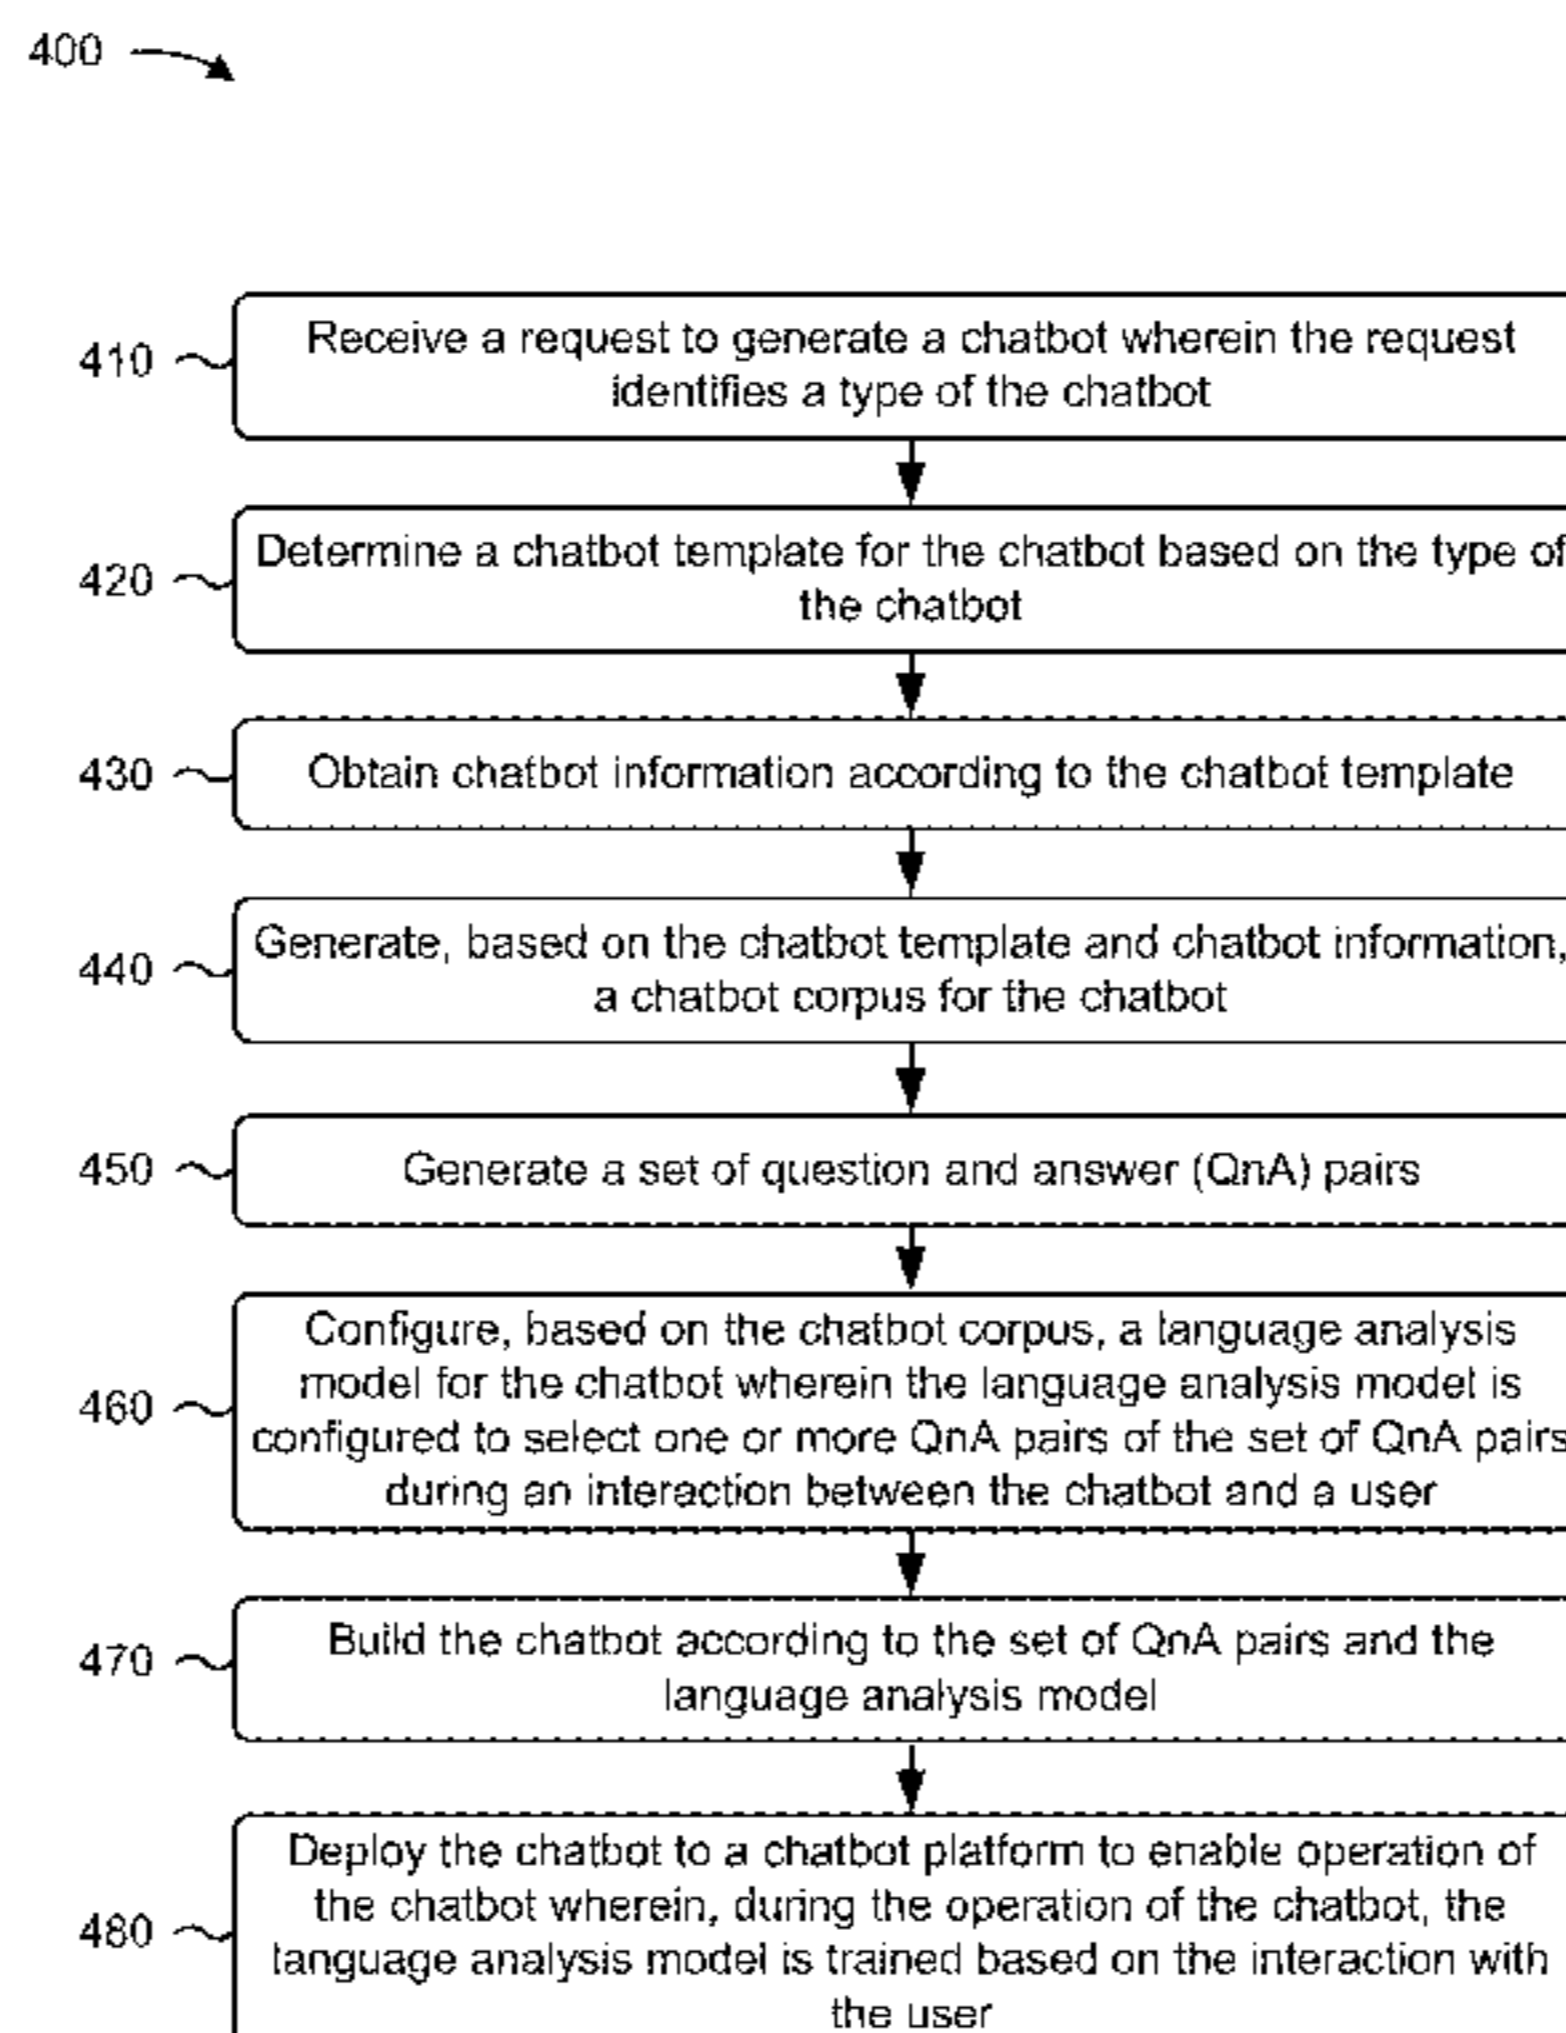 400
410
Receive a request to generate a chatbot wherein the request
identifies a type of the chatbot
420
Determine a chatbot template for the chatbot based on the type of
the chatbot
430
Obtain chatbot information according to the chatbot template
440
Generate, based on the chatbot template and chatbot information,
a chatbot corpus for the chatbot
450
Generate a set of question and answer (QnA) pairs
460
Configure, based on the chatbot corpus, a language analysis
model for the chatbot wherein the language analysis model is
configured to select one or more QnA pairs of the set of QnA pairs
during an interaction between the chatbot and a user
470
Build the chatbot according to the set of QnA pairs and the
language analysis model
480
Deploy the chatbot to a chatbot platform to enable operation of
the chatbot wherein, during the operation of the chatbot, the
language analysis model is trained based on the interaction with
the user